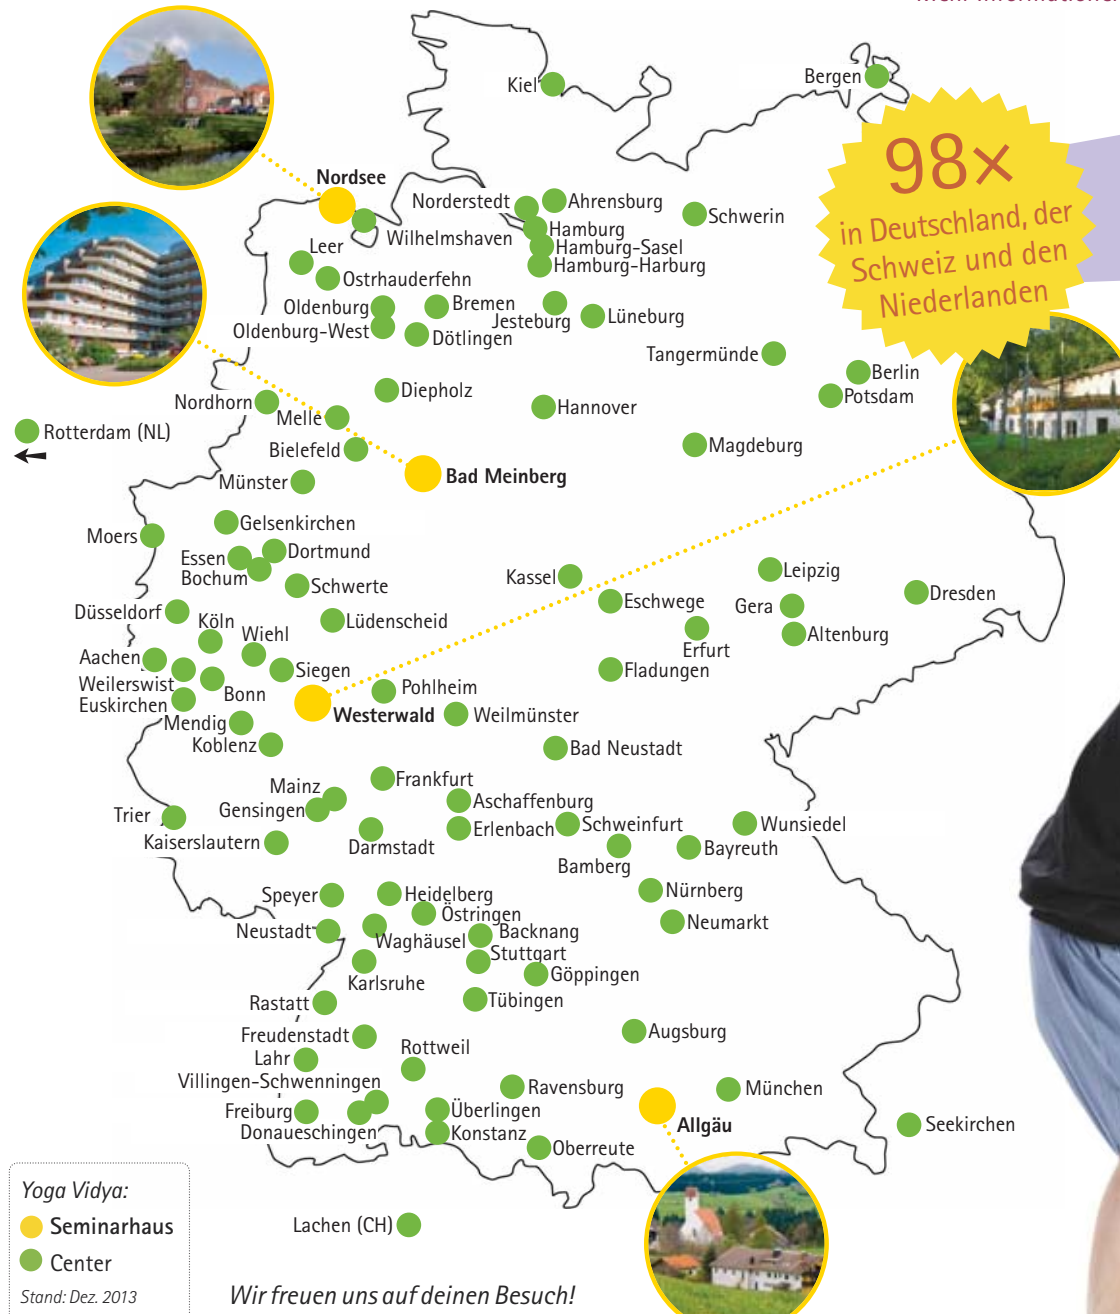 Mehr Informationen
Kiel
Bergen
98×
in Deutschland, der
Schweiz und den
Niederlanden
Nordsee
Norderstedt
Ahrensburg
Schwerin
Wilhelmshaven
Hamburg
Hamburg-Sasel
Hamburg-Harburg
Leer
Ostrhauderfehn
Oldenburg
Bremen
Jesteburg
Lüneburg
Oldenburg-West
Dötlingen
Tangermünde
Berlin
Potsdam
Diepholz
Nordhorn
Melle
Hannover
Rotterdam (NL)
Bielefeld
Magdeburg
Münster
Bad Meinberg
Gelsenkirchen
Moers
Essen
Dortmund
Bochum
Schwerte
Kassel
Leipzig
Eschwege
Gera
Dresden
Düsseldorf
Köln
Wiehl
Lüdenscheid
Erfurt
Altenburg
Aachen
Siegen
Fladungen
Weilerswist
Bonn
Pohlheim
Euskirchen
Westerwald
Weilmünster
Mendig
Koblenz
Bad Neustadt
Mainz
Frankfurt
Gensingen
Aschaffenburg
Trier
Erlenbach
Schweinfurt
Wunsiedel
Kaiserslautern
Darmstadt
Bamberg
Bayreuth
Speyer
Heidelberg
Nürnberg
Östringen
Neumarkt
Neustadt
Waghäusel
Backnang
Stuttgart
Karlsruhe
Göppingen
Rastatt
Tübingen
Freudenstadt
Augsburg
Lahr
Rottweil
Villingen-Schwenningen
Ravensburg
München
Freiburg
Überlingen
Allgäu
Seekirchen
Donaueschingen
Konstanz
Oberreute
Yoga Vidya:
Seminarhaus
Center
Stand: Dez. 2013
Lachen (CH)
Wir freuen uns auf deinen Besuch!